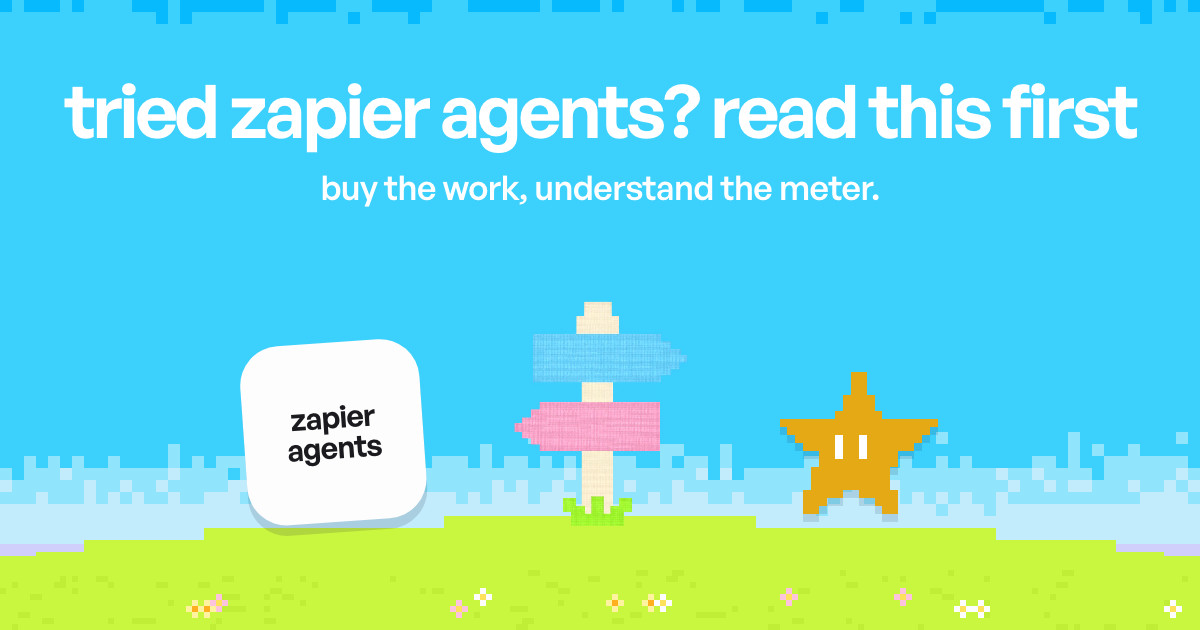 tried zapier agents? read this first
buy the work, understand the meter.
zapier
agents